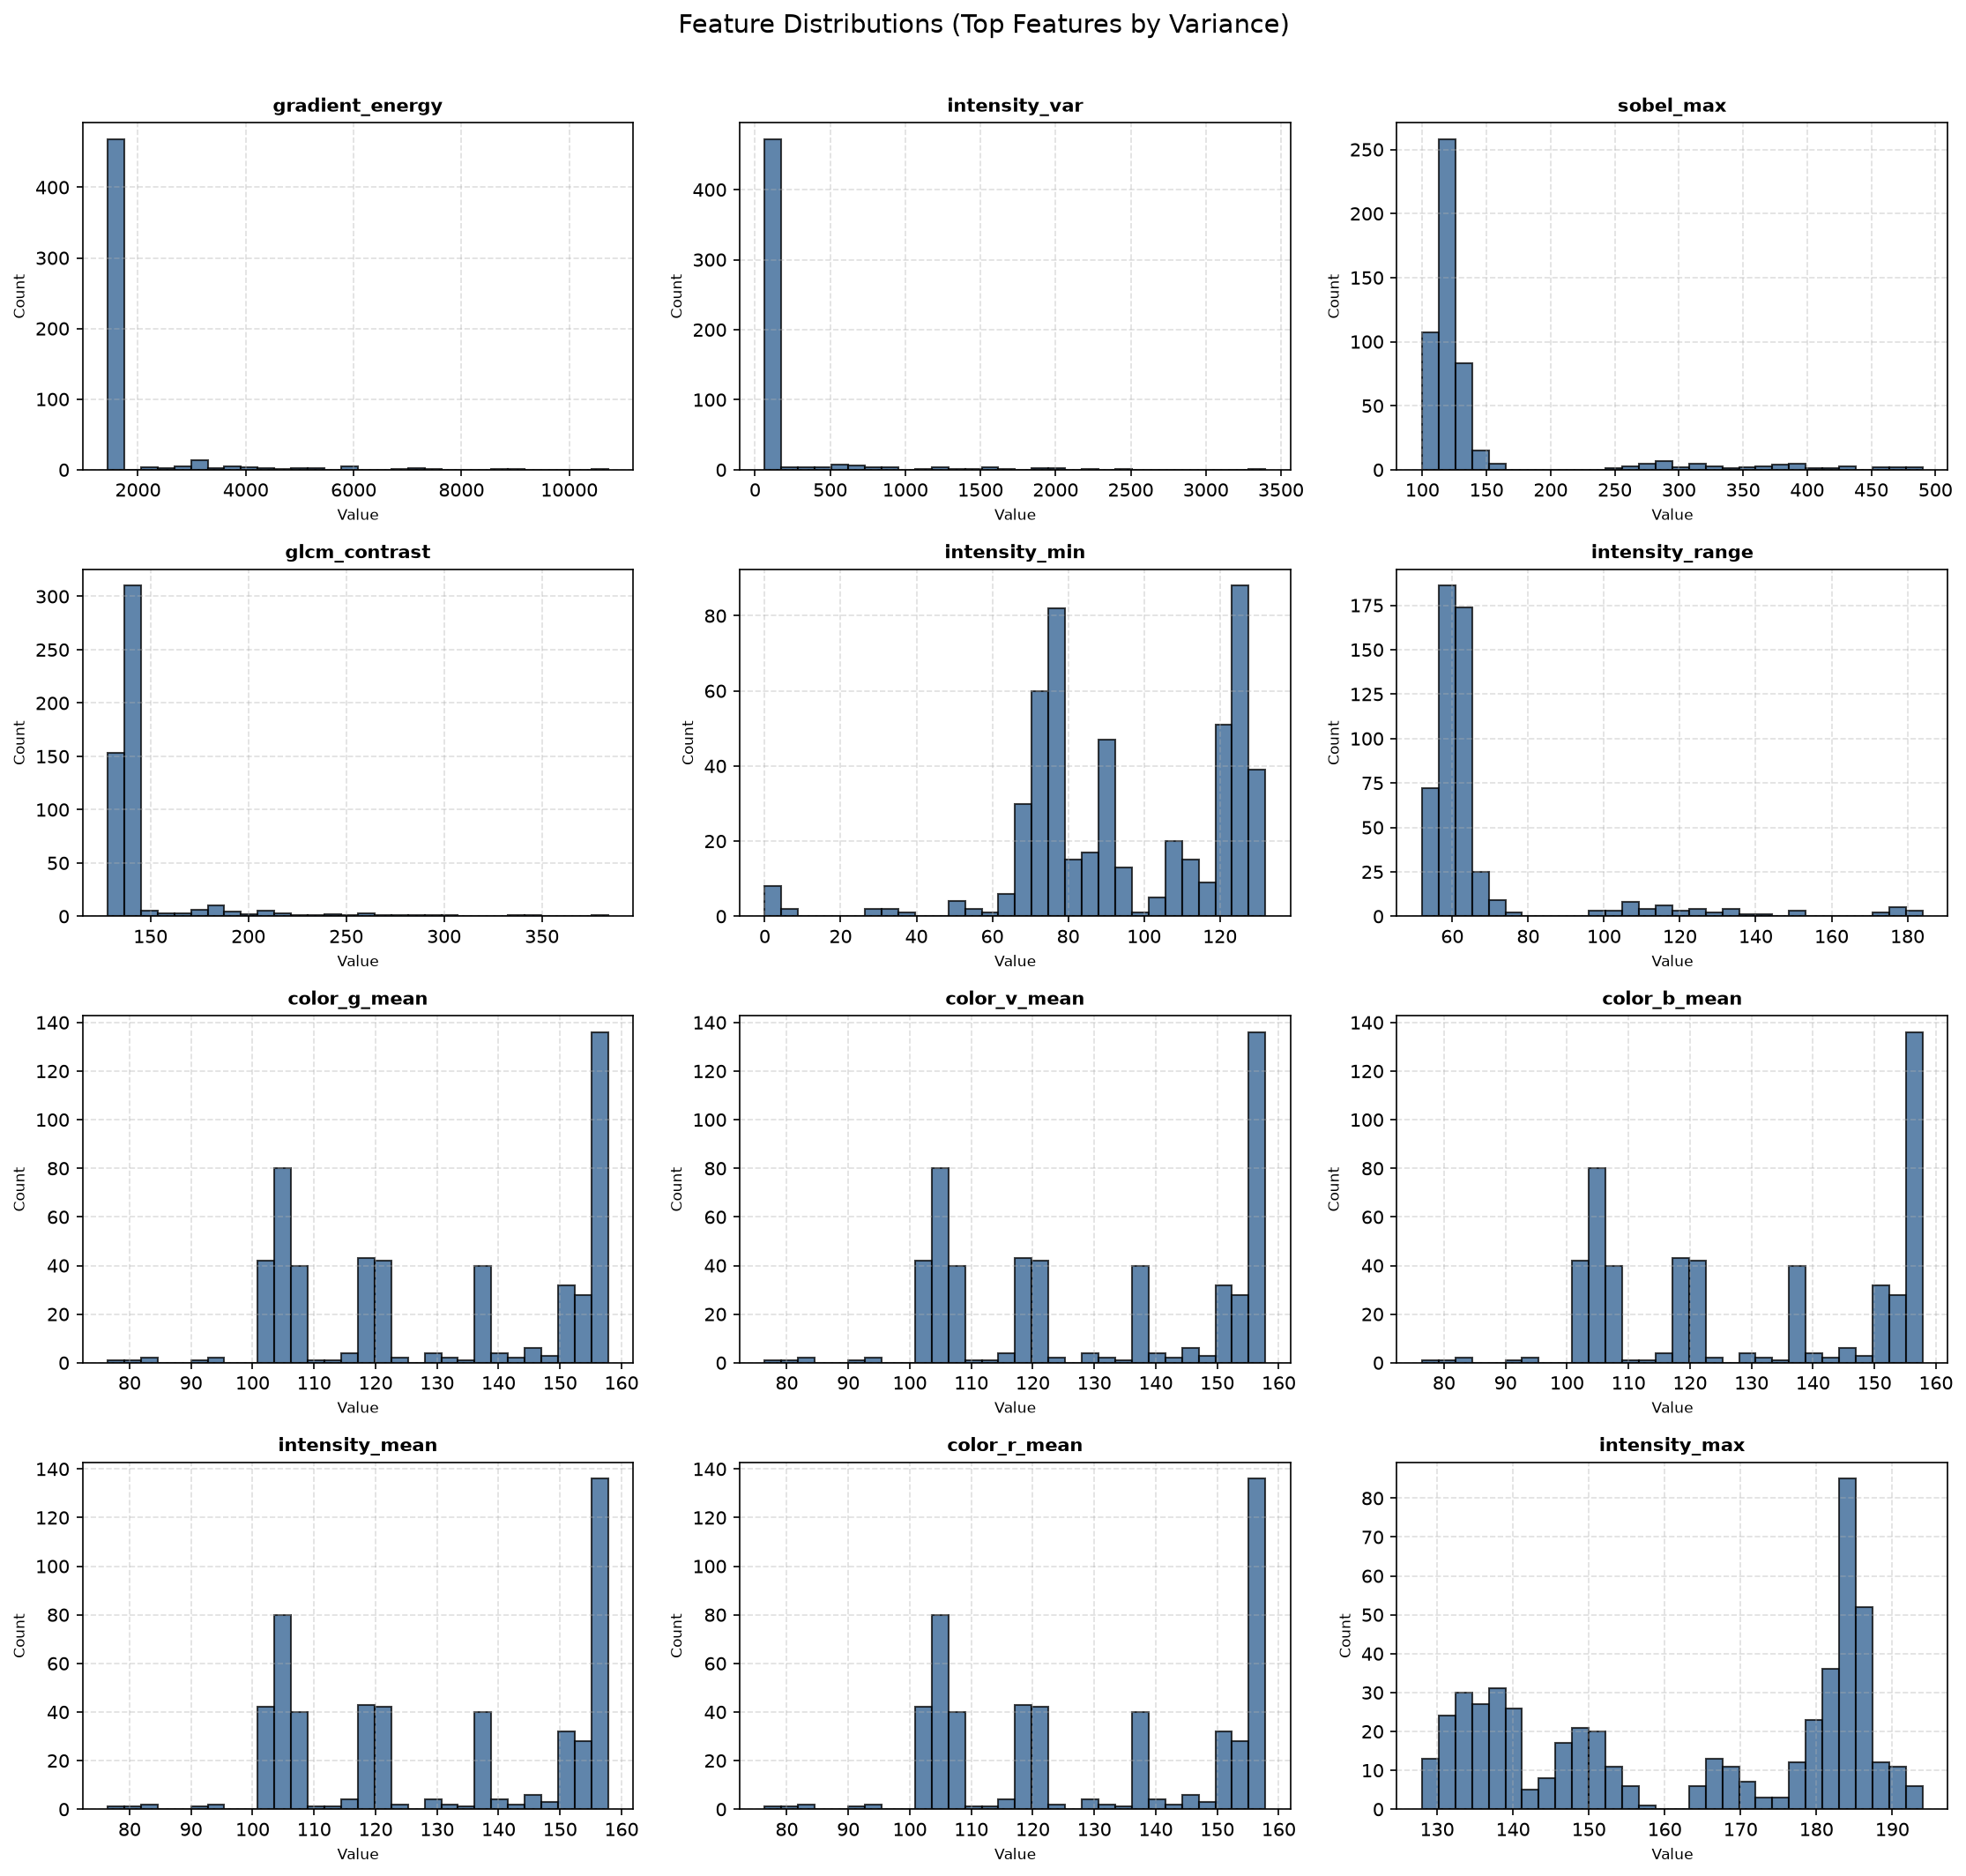 Feature Distributions (Top Features by Variance)
gradient_energy
intensity_var
sobel_max
Count
400
300
200
100
0
2000 4000 6000 8000 10000
Value
Count
400
300
200
100
0
0 500 1000 1500 2000 2500 3000 3500
Value
Count
250
200
150
100
50
0
100 150 200 250 300 350 400 450 500
Value
glcm_contrast
intensity_min
intensity_range
Count
300
250
200
150
100
50
0
150 200 250 300 350
Value
Count
80
60
40
20
0
0 20 40 60 80 100 120
Value
Count
175
150
125
100
75
50
25
0
60 80 100 120 140 160 180
Value
color_g_mean
color_v_mean
color_b_mean
Count
140
120
100
80
60
40
20
0
80 90 100 110 120 130 140 150 160
Value
Count
140
120
100
80
60
40
20
0
80 90 100 110 120 130 140 150 160
Value
Count
140
120
100
80
60
40
20
0
80 90 100 110 120 130 140 150 160
Value
intensity_mean
color_r_mean
intensity_max
Count
140
120
100
80
60
40
20
0
80 90 100 110 120 130 140 150 160
Value
Count
140
120
100
80
60
40
20
0
80 90 100 110 120 130 140 150 160
Value
Count
80
70
60
50
40
30
20
10
0
130 140 150 160 170 180 190
Value